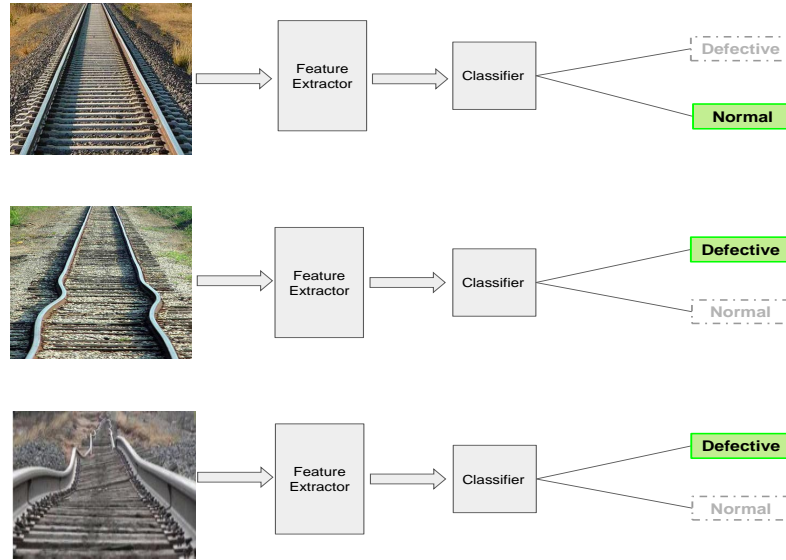 Defective
Feature
Extractor
Classifier
Normal
Defective
Feature
Extractor
Classifier
Normal
Defective
Feature
Extractor
Classifier
Normal